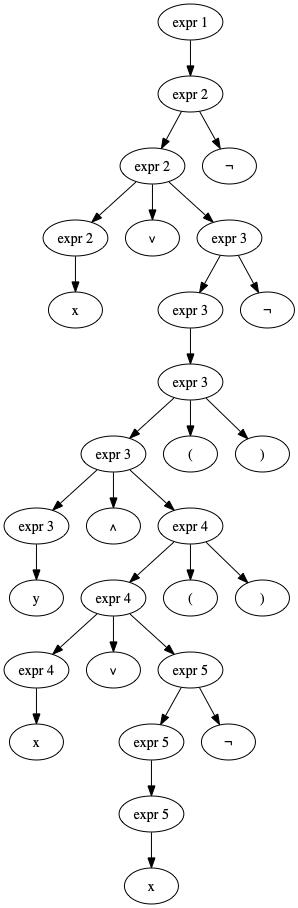 expr 1
expr 2
expr 2 ¬
expr 2 ∨ expr 3
x expr 3 ¬
expr 3
expr 3 ( )
expr 3 ∧ expr 4
y expr 4 ( )
expr 4 ∨ expr 5
x expr 5 ¬
expr 5
x